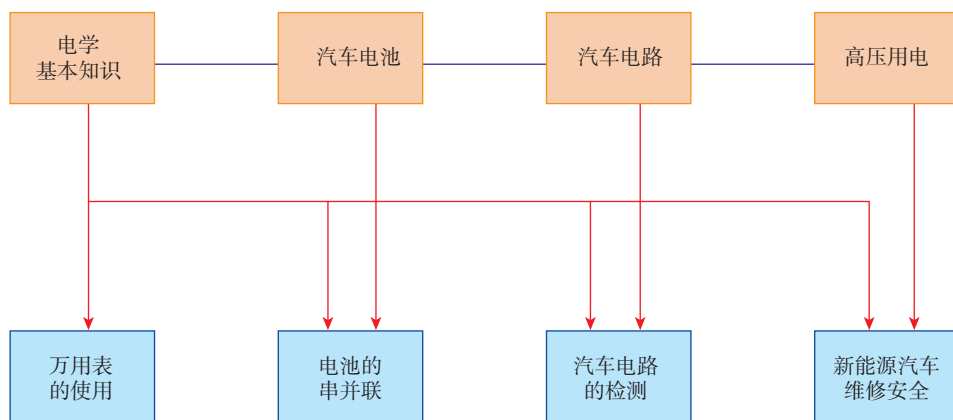 电学
基本知识
汽车电池
汽车电路
高压用电
万用表
的使用
电池的
串并联
汽车电路
的检测
新能源汽车
维修安全